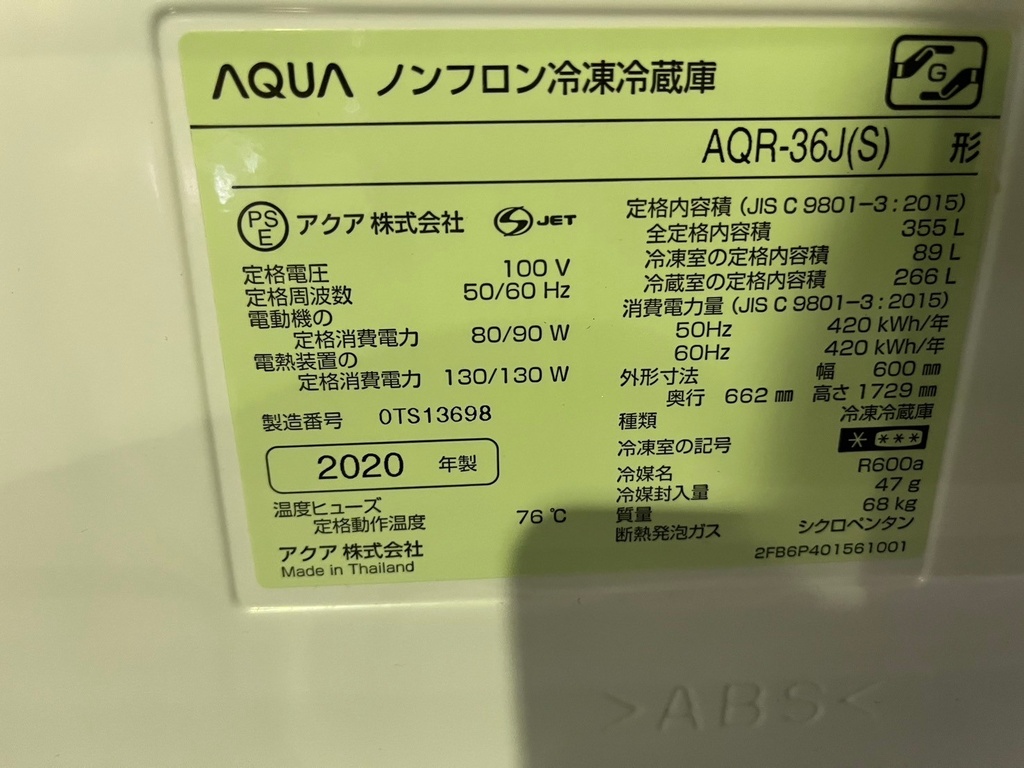 AQUA ノンフロン冷凍冷蔵庫
G
AQR-36J(S) 形
PSE アクア 株式会社 S JET
定格電圧 100 V
定格周波数 50/60 Hz
電動機の
定格消費電力 80/90 W
電熱装置の
定格消費電力 130/130 W
製造番号 0TS13698
2020 年製
温度ヒューズ
定格動作温度 76 ℃
アクア 株式会社
Made in Thailand
定格内容積 (JIS C 9801-3 : 2015)
全定格内容積 355 L
冷凍室の定格内容積 89 L
冷蔵室の定格内容積 266 L
消費電力量 (JIS C 9801-3 : 2015)
50Hz 420 kWh/年
60Hz 420 kWh/年
外形寸法 幅 600 ㎜
奥行 662 ㎜ 高さ 1729 ㎜
種類 冷凍冷蔵庫
冷凍室の記号 * ***
冷媒名 R600a
冷媒封入量 47 g
質量 68 kg
断熱発泡ガス シクロペンタン
2FB6P401561001
>ABS<